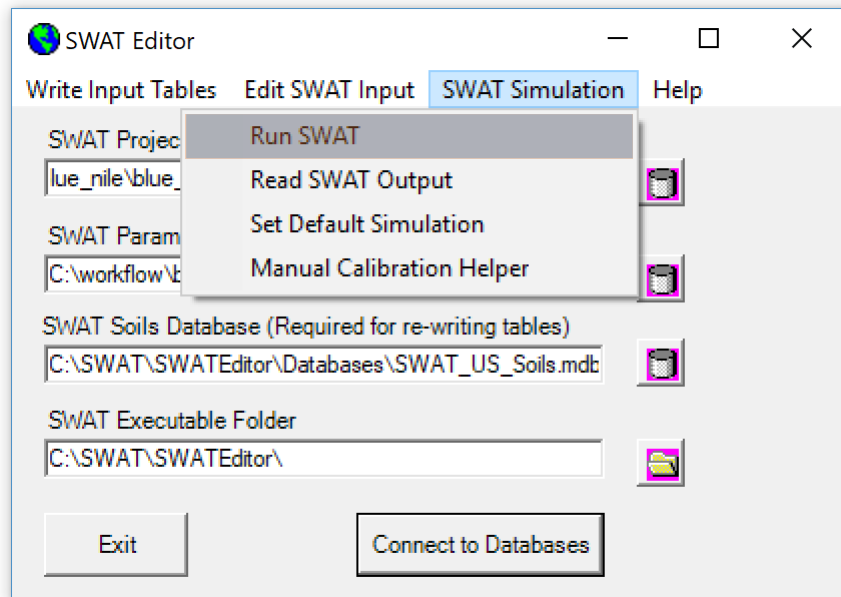 SWAT Editor
Write Input Tables Edit SWAT Input SWAT Simulation Help
Run SWAT
Read SWAT Output
Set Default Simulation
Manual Calibration Helper
SWAT Projec
lue_nile\blue_
SWAT Param
C:\workflow\b
SWAT Soils Database (Required for re-writing tables)
C:\SWAT\SWATEditor\Databases\SWAT_US_Soils.mdb
SWAT Executable Folder
C:\SWAT\SWATEditor\
Exit Connect to Databases